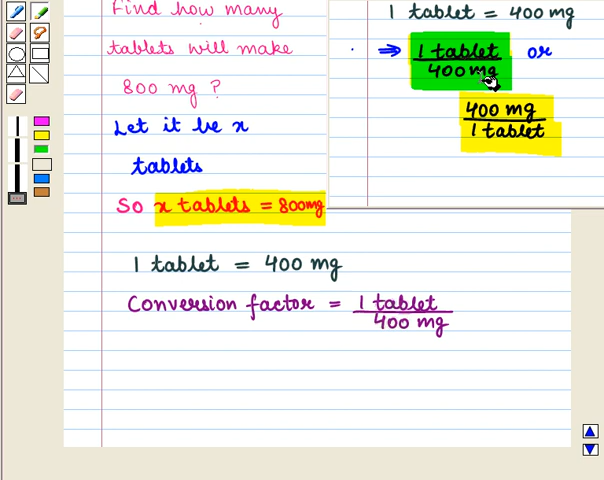 Find how many
tablets will make
800 mg ?
Let it be x
tablets
So x tablets = 800mg
1 tablet = 400 mg
Conversion factor = 1 tablet
400 mg
1 tablet = 400 mg
⇒ 1 tablet or
400 mg
400 mg
1 tablet